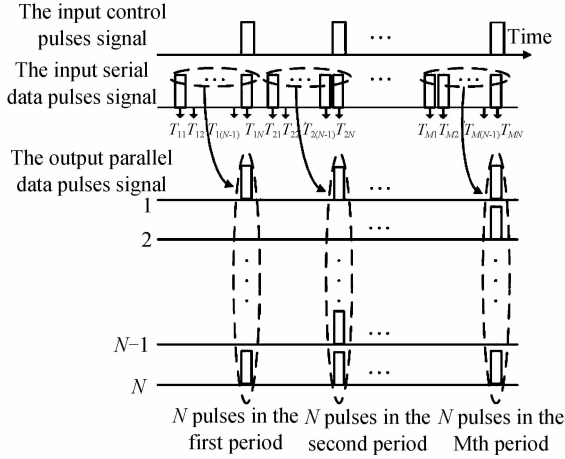 The input control
pulses signal
...
Time
The input serial
data pulses signal
... ... ... ...
T11 T12 T1(N-1) T1N T21 T22 T2(N-1) T2N TM1 TM2 TM(N-1) TMN
The output parallel
data pulses signal
...
1
...
2
N−1
...
N
...
N pulses in the
first period
N pulses in the
second period
N pulses in the
Mth period